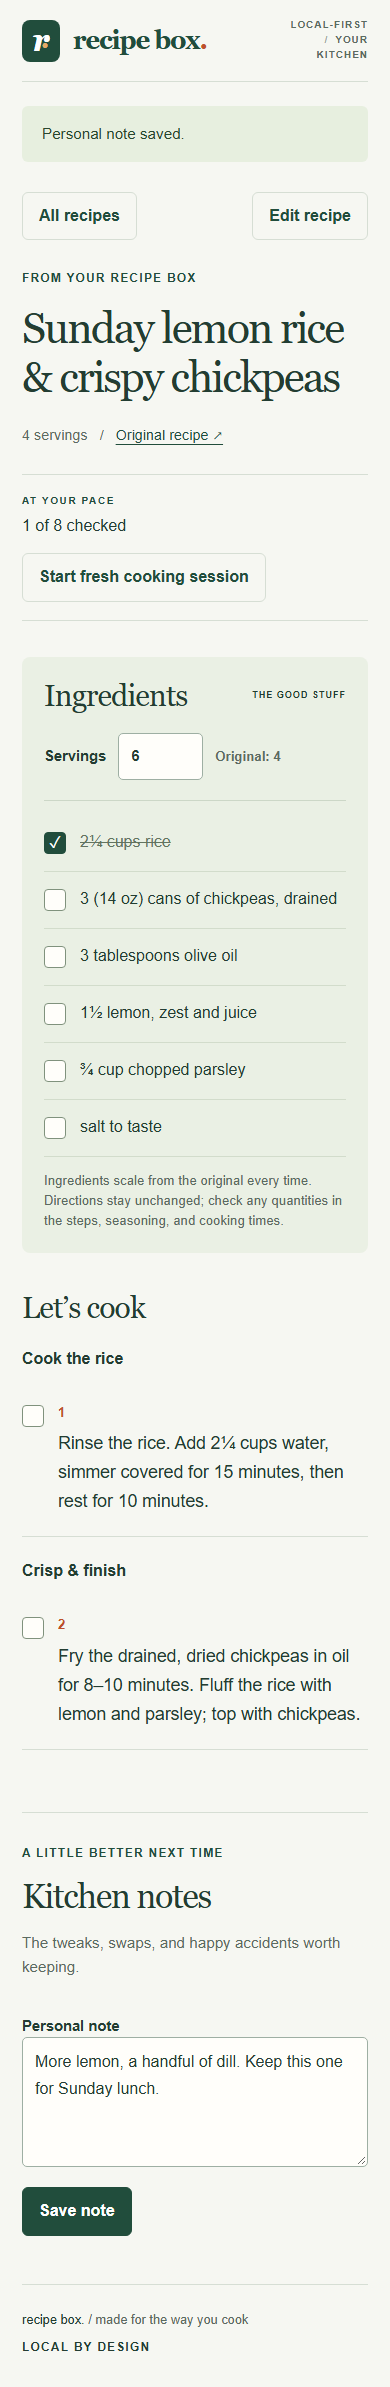 r
recipe box.
LOCAL-FIRST
/ YOUR
KITCHEN
Personal note saved.
All recipes
Edit recipe
FROM YOUR RECIPE BOX
Sunday lemon rice
& crispy chickpeas
4 servings / Original recipe ↗
AT YOUR PACE
1 of 8 checked
Start fresh cooking session
Ingredients
THE GOOD STUFF
Servings 6 Original: 4
2¼ cups rice
3 (14 oz) cans of chickpeas, drained
3 tablespoons olive oil
1½ lemon, zest and juice
¾ cup chopped parsley
salt to taste
Ingredients scale from the original every time.
Directions stay unchanged; check any quantities in
the steps, seasoning, and cooking times.
Let’s cook
Cook the rice
1
Rinse the rice. Add 2¼ cups water,
simmer covered for 15 minutes, then
rest for 10 minutes.
Crisp & finish
2
Fry the drained, dried chickpeas in oil
for 8–10 minutes. Fluff the rice with
lemon and parsley; top with chickpeas.
A LITTLE BETTER NEXT TIME
Kitchen notes
The tweaks, swaps, and happy accidents worth
keeping.
Personal note
More lemon, a handful of dill. Keep this one
for Sunday lunch.
Save note
recipe box. / made for the way you cook
LOCAL BY DESIGN